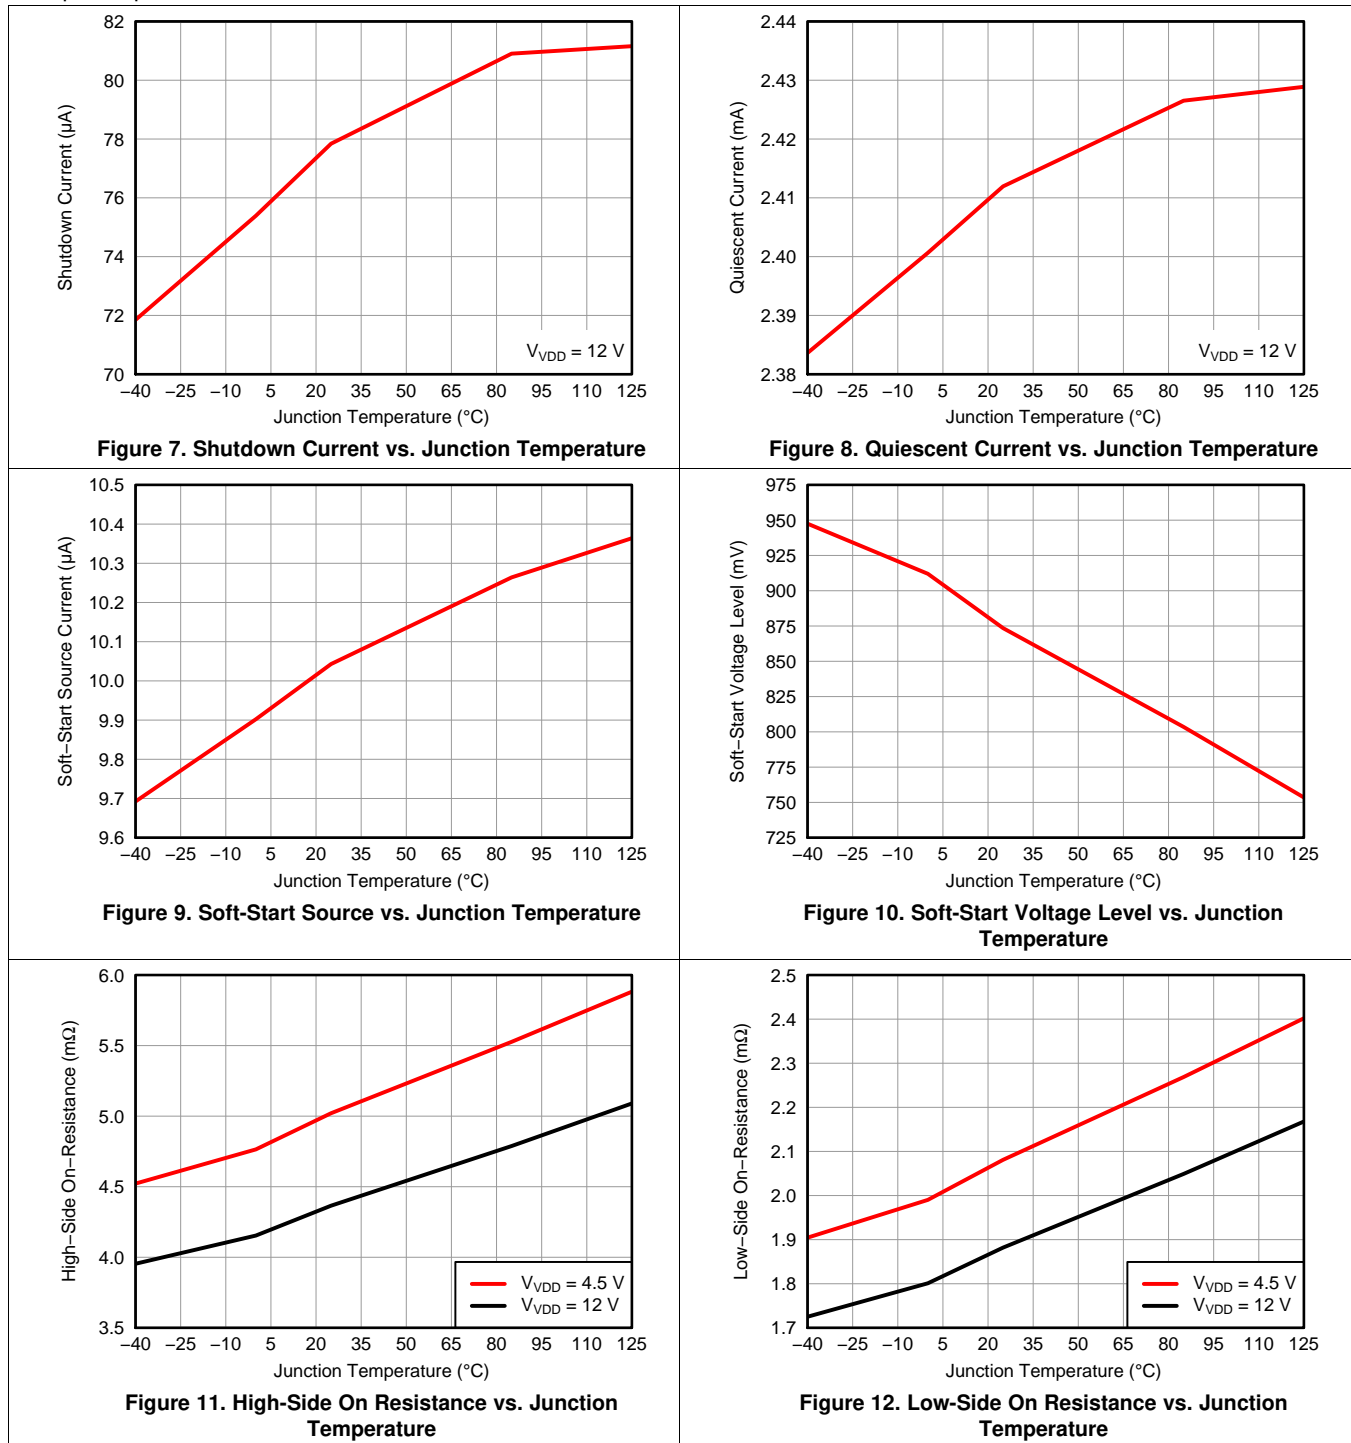 82
80
78
76
74
72
70
Shutdown Current (µA)
V_VDD = 12 V
−40 −25 −10 5 20 35 50 65 80 95 110 125
Junction Temperature (°C)
Figure 7. Shutdown Current vs. Junction Temperature
2.44
2.43
2.42
2.41
2.40
2.39
2.38
Quiescent Current (mA)
V_VDD = 12 V
−40 −25 −10 5 20 35 50 65 80 95 110 125
Junction Temperature (°C)
Figure 8. Quiescent Current vs. Junction Temperature
10.5
10.4
10.3
10.2
10.1
10.0
9.9
9.8
9.7
9.6
Soft−Start Source Current (µA)
−40 −25 −10 5 20 35 50 65 80 95 110 125
Junction Temperature (°C)
Figure 9. Soft-Start Source vs. Junction Temperature
975
950
925
900
875
850
825
800
775
750
725
Soft−Start Voltage Level (mV)
−40 −25 −10 5 20 35 50 65 80 95 110 125
Junction Temperature (°C)
Figure 10. Soft-Start Voltage Level vs. Junction
Temperature
6.0
5.5
5.0
4.5
4.0
3.5
High−Side On−Resistance (mΩ)
V_VDD = 4.5 V
V_VDD = 12 V
−40 −25 −10 5 20 35 50 65 80 95 110 125
Junction Temperature (°C)
Figure 11. High-Side On Resistance vs. Junction
Temperature
2.5
2.4
2.3
2.2
2.1
2.0
1.9
1.8
1.7
Low−Side On−Resistance (mΩ)
V_VDD = 4.5 V
V_VDD = 12 V
−40 −25 −10 5 20 35 50 65 80 95 110 125
Junction Temperature (°C)
Figure 12. Low-Side On Resistance vs. Junction
Temperature